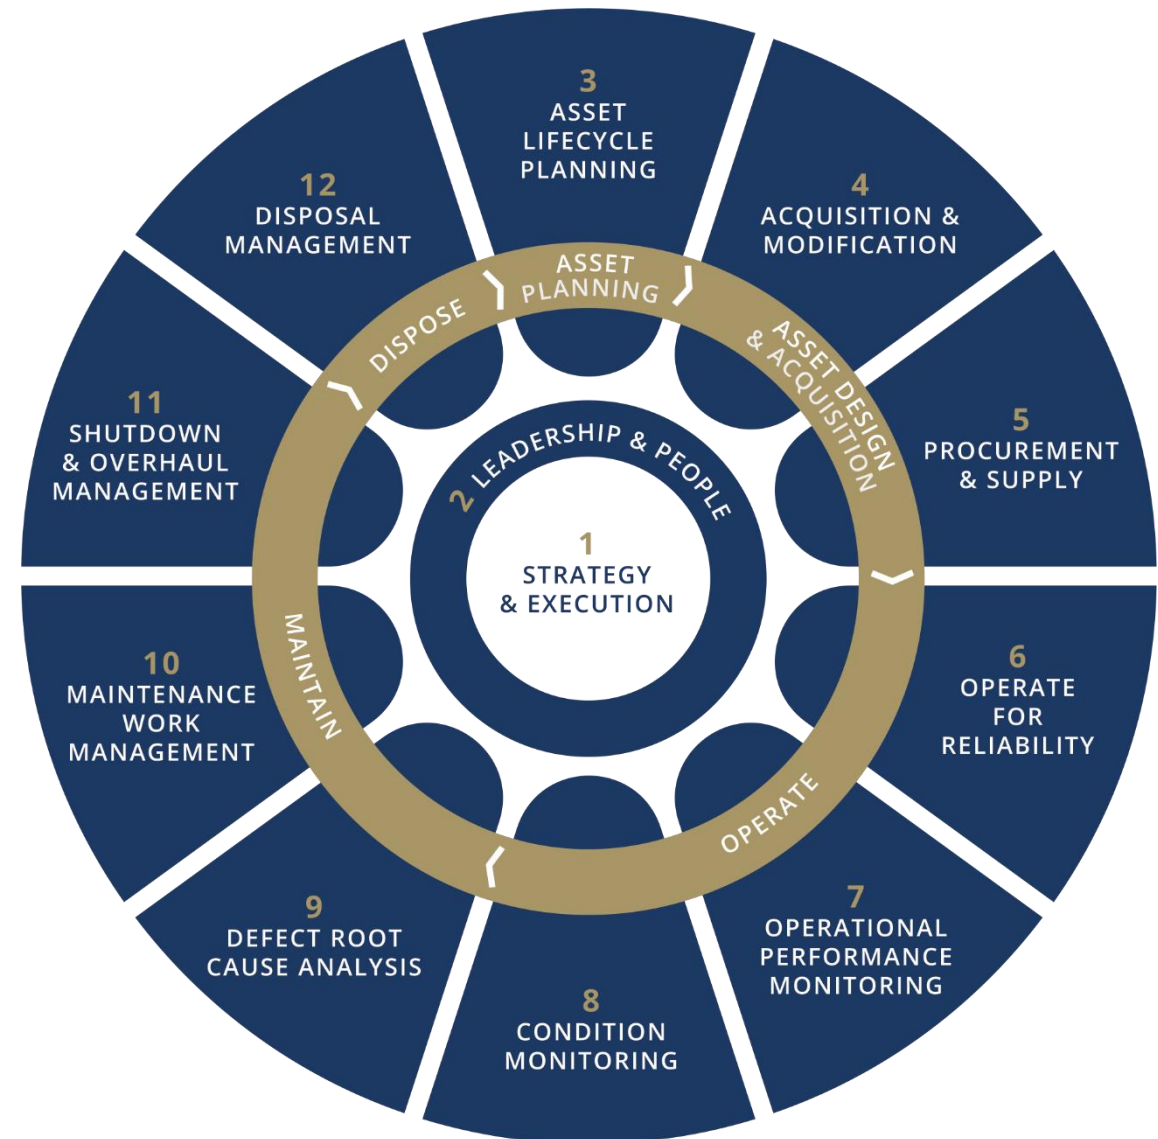 3
ASSET
LIFECYCLE
PLANNING
4
ACQUISITION &
MODIFICATION
5
PROCUREMENT
& SUPPLY
6
OPERATE
FOR
RELIABILITY
7
OPERATIONAL
PERFORMANCE
MONITORING
8
CONDITION
MONITORING
9
DEFECT ROOT
CAUSE ANALYSIS
10
MAINTENANCE
WORK
MANAGEMENT
11
SHUTDOWN
& OVERHAUL
MANAGEMENT
12
DISPOSAL
MANAGEMENT
ASSET
PLANNING
ASSET DESIGN
& ACQUISITION
OPERATE
MAINTAIN
DISPOSE
2 LEADERSHIP & PEOPLE
1
STRATEGY
& EXECUTION